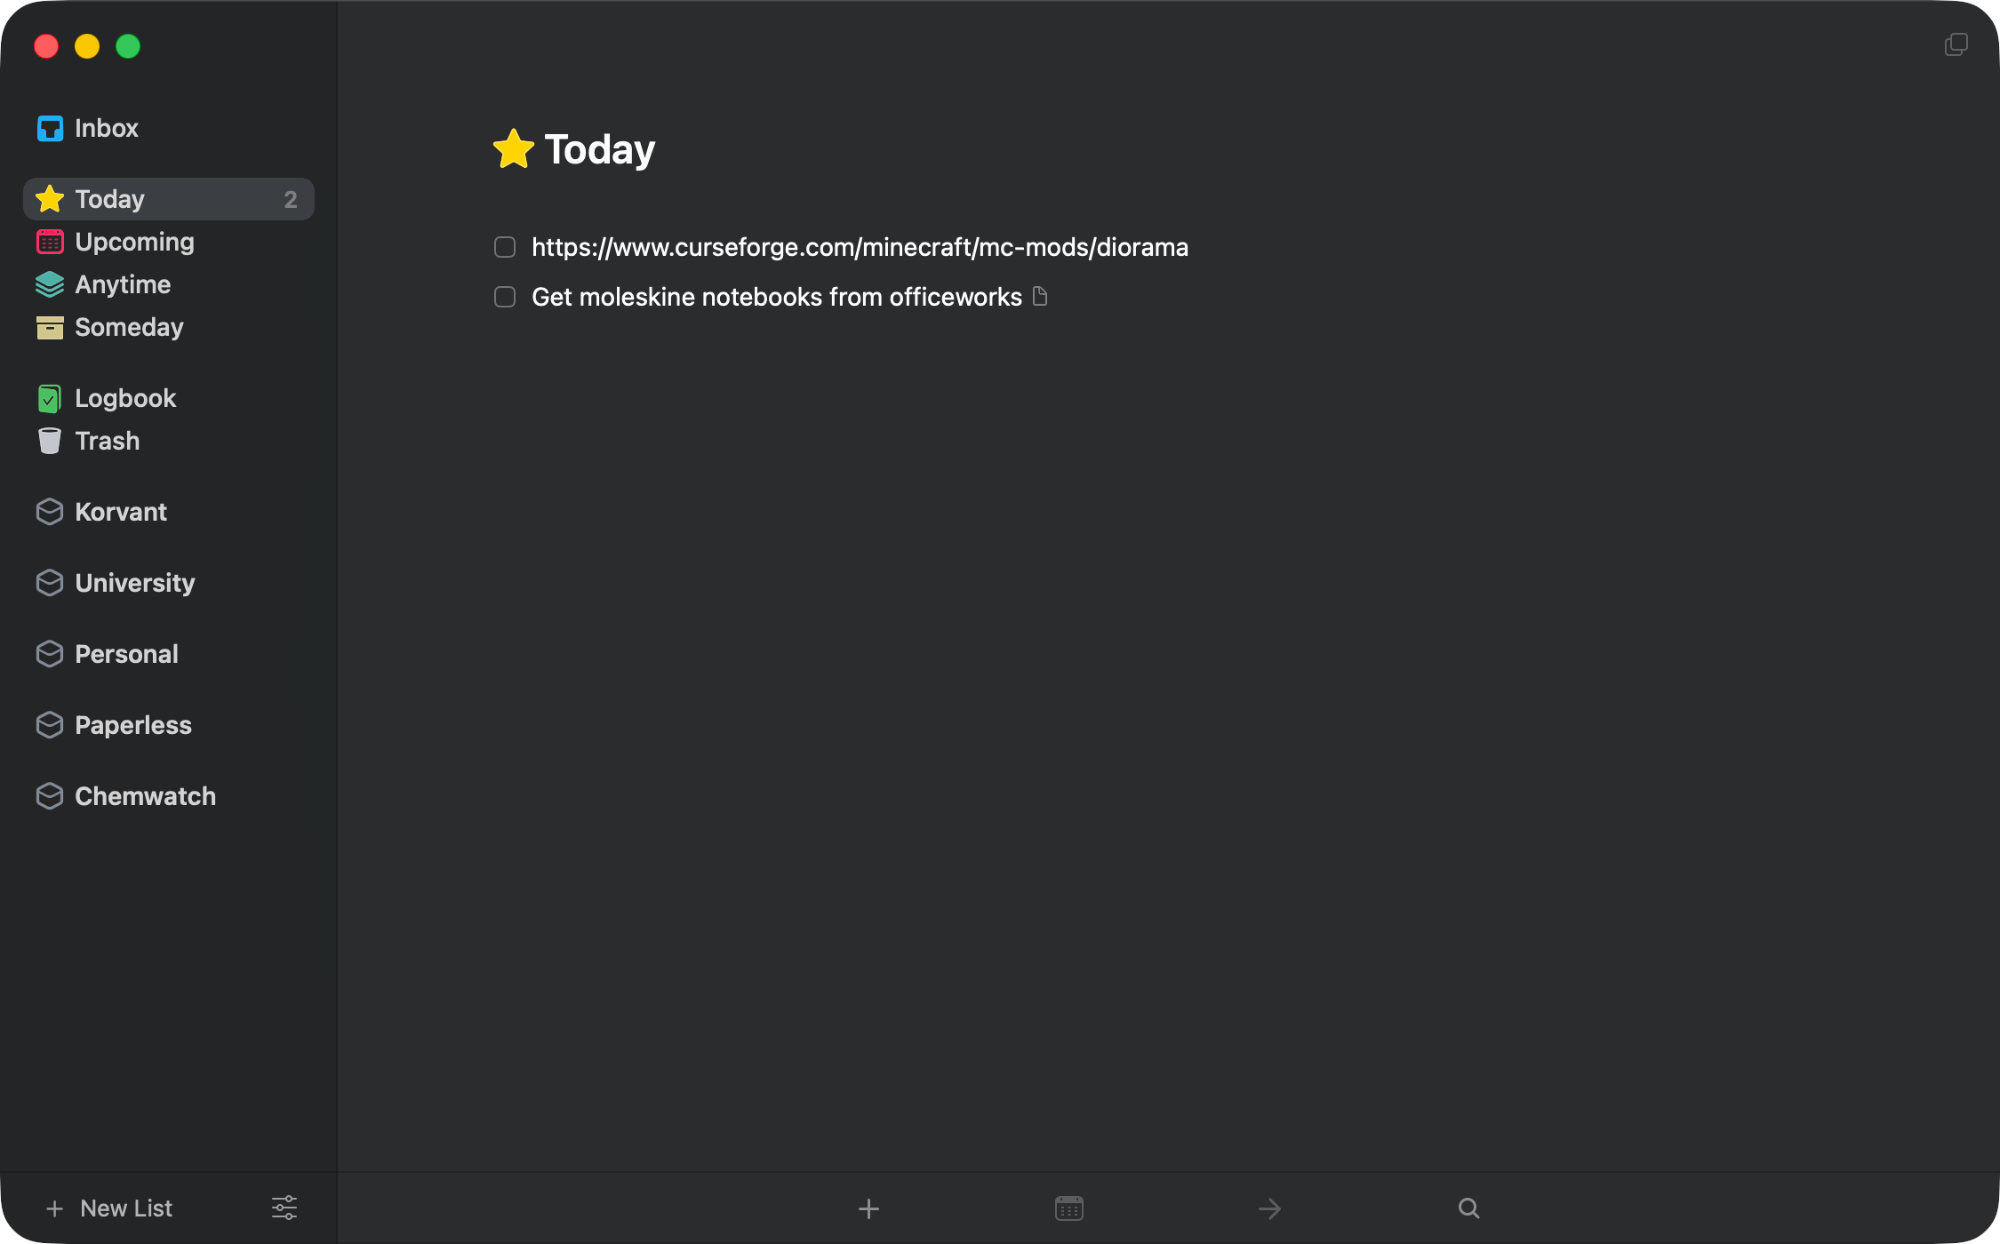 Inbox
Today 2
Upcoming
Anytime
Someday
Logbook
Trash
Korvant
University
Personal
Paperless
Chemwatch
New List
Today
https://www.curseforge.com/minecraft/mc-mods/diorama
Get moleskine notebooks from officeworks